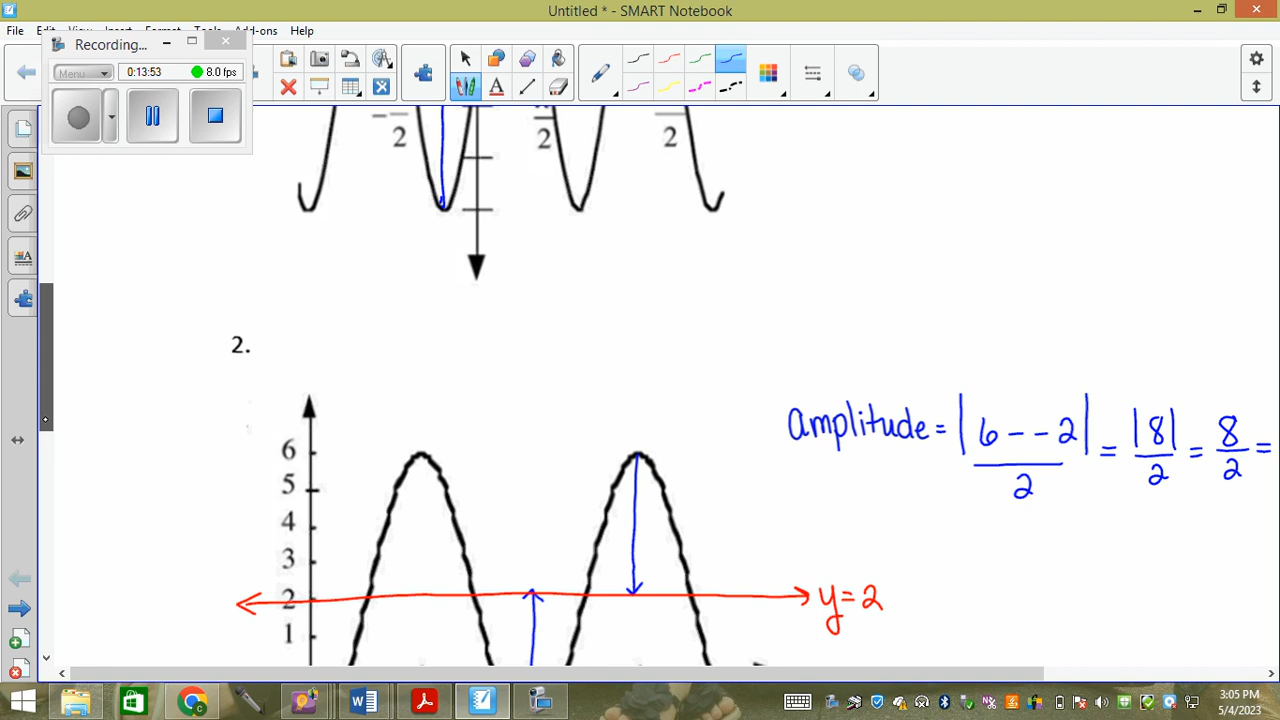 Untitled * - SMART Notebook
File Edit View Insert Format Tools Add-ons Help
Recording...
Menu 0:13:53 8.0 fps
− 2 2 2
2.
amplitude = |6 - - 2| / 2 = |8| / 2 = 8 / 2 =
6
5
4
3
2
y = 2
1
3:05 PM
5/4/2023